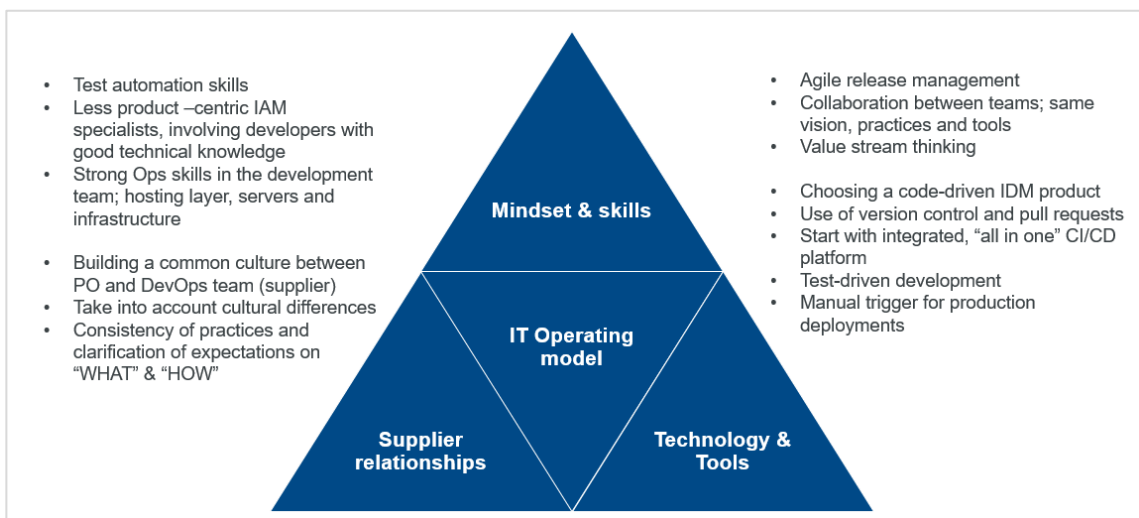 • Test automation skills
• Less product –centric IAM
specialists, involving developers with
good technical knowledge
• Strong Ops skills in the development
team; hosting layer, servers and
infrastructure
• Building a common culture between
PO and DevOps team (supplier)
• Take into account cultural differences
• Consistency of practices and
clarification of expectations on
“WHAT” & “HOW”
Mindset & skills
IT Operating
model
Supplier
relationships
Technology &
Tools
• Agile release management
• Collaboration between teams; same
vision, practices and tools
• Value stream thinking
• Choosing a code-driven IDM product
• Use of version control and pull requests
• Start with integrated, “all in one” CI/CD
platform
• Test-driven development
• Manual trigger for production
deployments